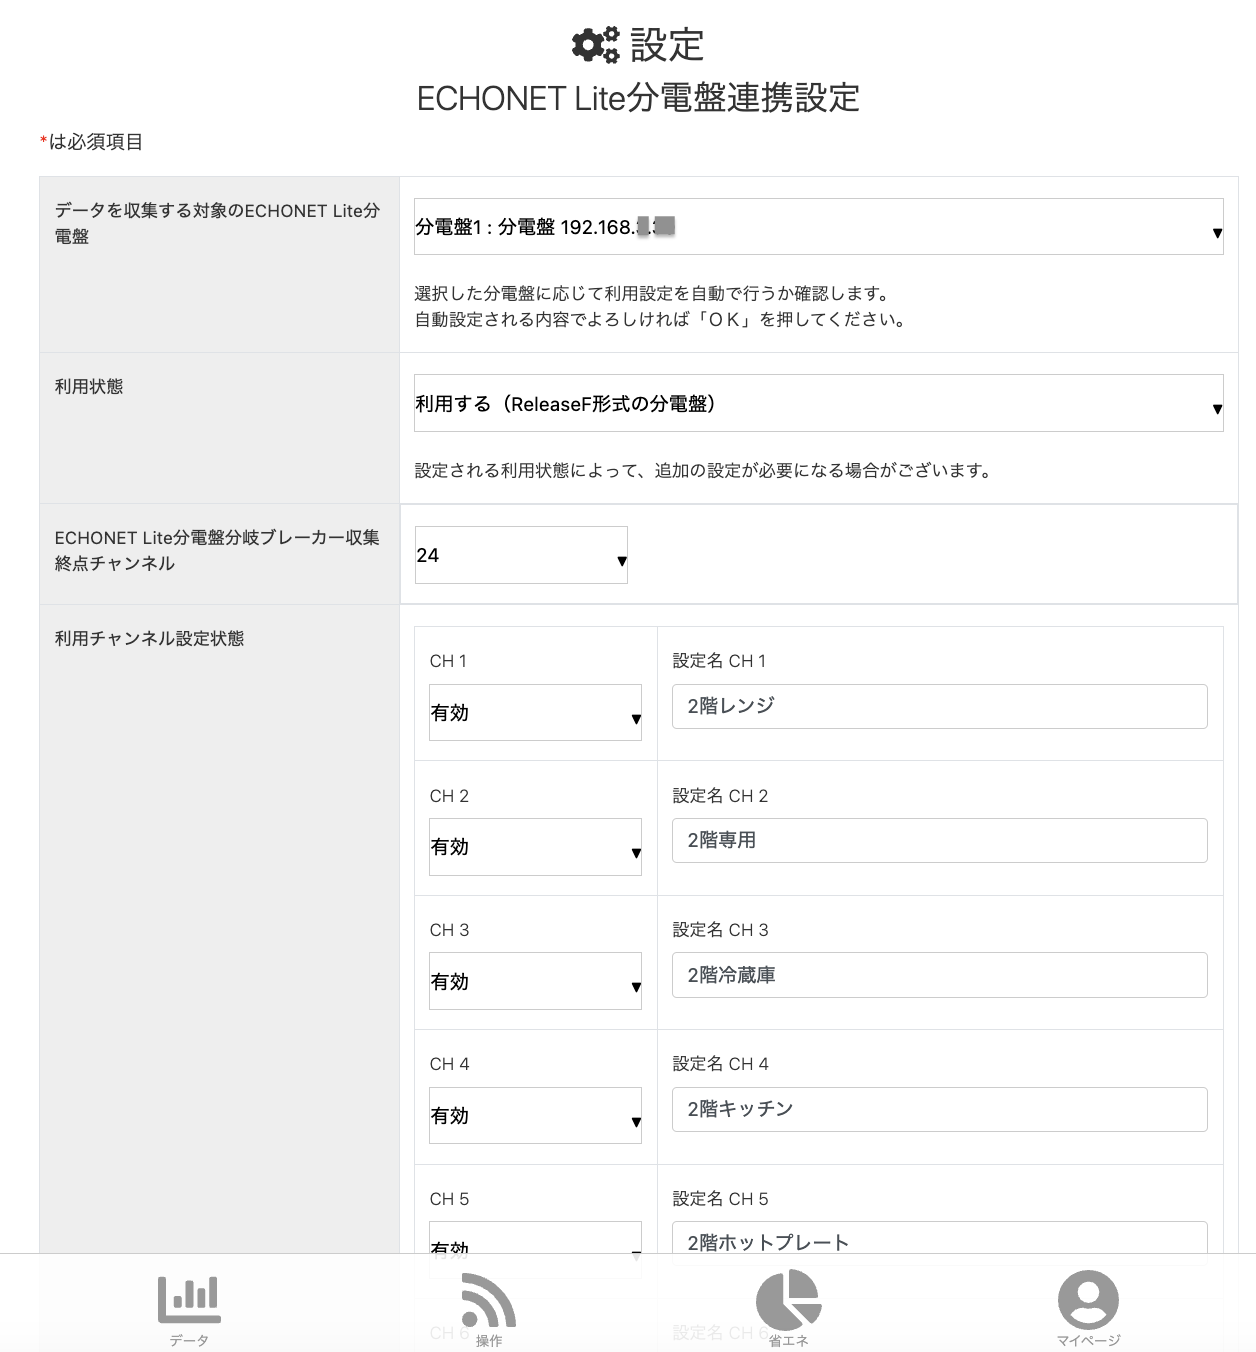 設定
ECHONET Lite分電盤連携設定
*は必須項目
データを収集する対象のECHONET Lite分
電盤
分電盤1 : 分電盤 192.168.
選択した分電盤に応じて利用設定を自動で行うか確認します。
自動設定される内容でよろしければ「ＯＫ」を押してください。
利用状態
利用する（ReleaseF形式の分電盤）
設定される利用状態によって、追加の設定が必要になる場合がございます。
ECHONET Lite分電盤分岐ブレーカー収集
終点チャンネル
24
利用チャンネル設定状態
CH 1
設定名 CH 1
有効
2階レンジ
CH 2
設定名 CH 2
有効
2階専用
CH 3
設定名 CH 3
有効
2階冷蔵庫
CH 4
設定名 CH 4
有効
2階キッチン
CH 5
設定名 CH 5
有効
2階ホットプレート
CH 6
設定名 CH 6
データ
操作
省エネ
マイページ